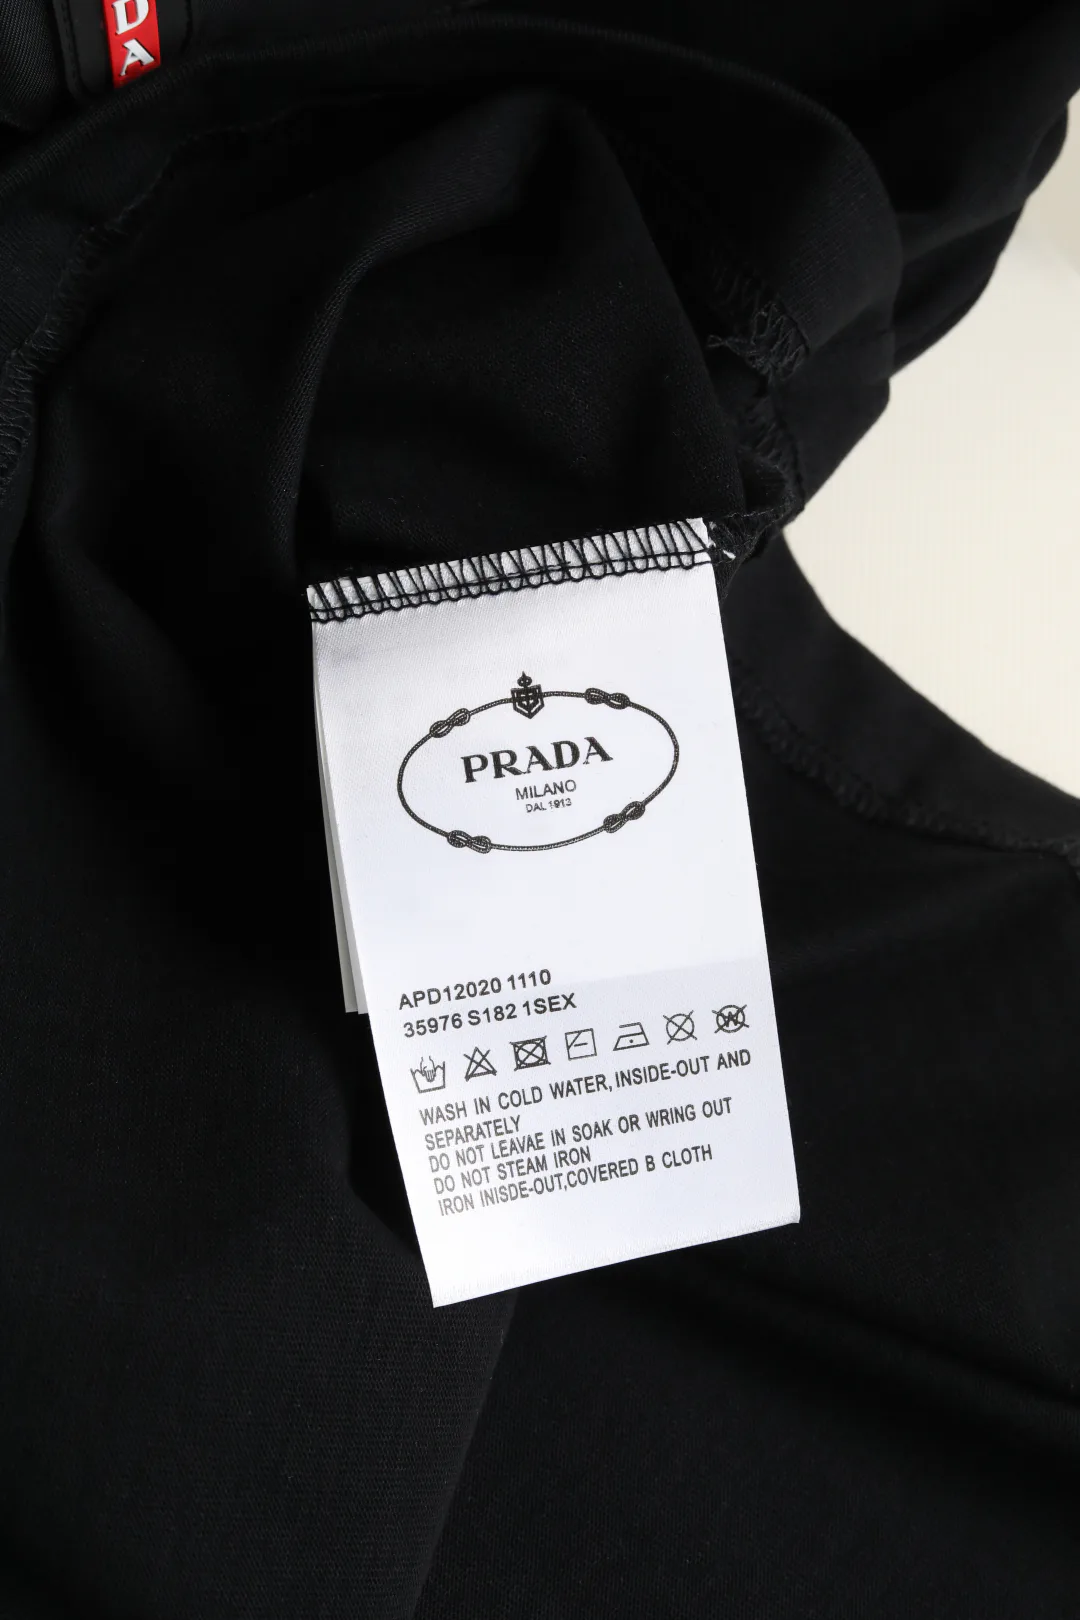 DA
PRADA
MILANO
DAL 1913
APD12020 1110
35976 S182 1SEX
WASH IN COLD WATER, INSIDE-OUT AND
SEPARATELY
DO NOT LEAVAE IN SOAK OR WRING OUT
DO NOT STEAM IRON
IRON INISDE-OUT,COVERED B CLOTH